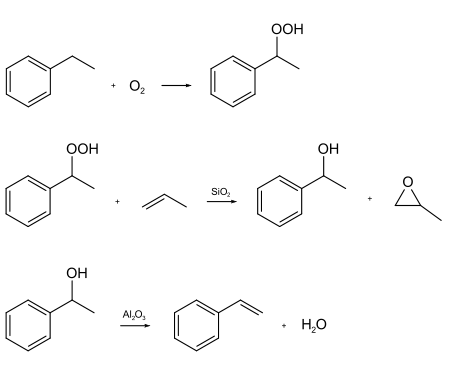 OOH
+ O₂
OOH
OH
+ SiO₂ + O
OH
Al₂O₃ + H₂O